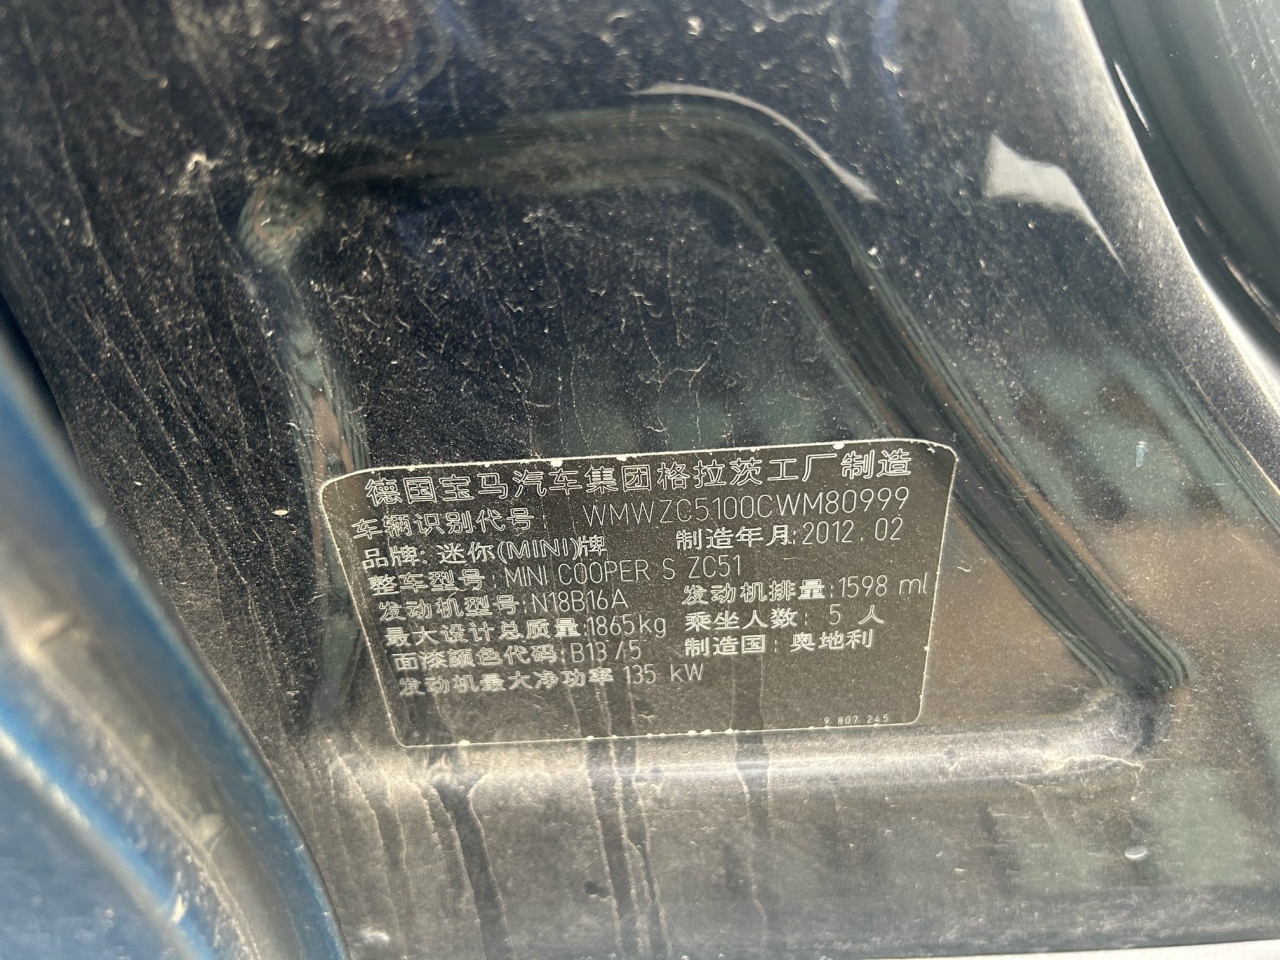 德国宝马汽车集团格拉茨工厂制造
车辆识别代号: WMWZC5100CWM80999
品牌: 迷你(MINI)牌 制造年月:2012.02
整车型号:MINI COOPER S ZC51
发动机型号:N18B16A 发动机排量:1598 ml
最大设计总质量:1865kg 乘坐人数: 5 人
面漆颜色代码:B13/5 制造国: 奥地利
发动机最大净功率 135 kW
9 807 245